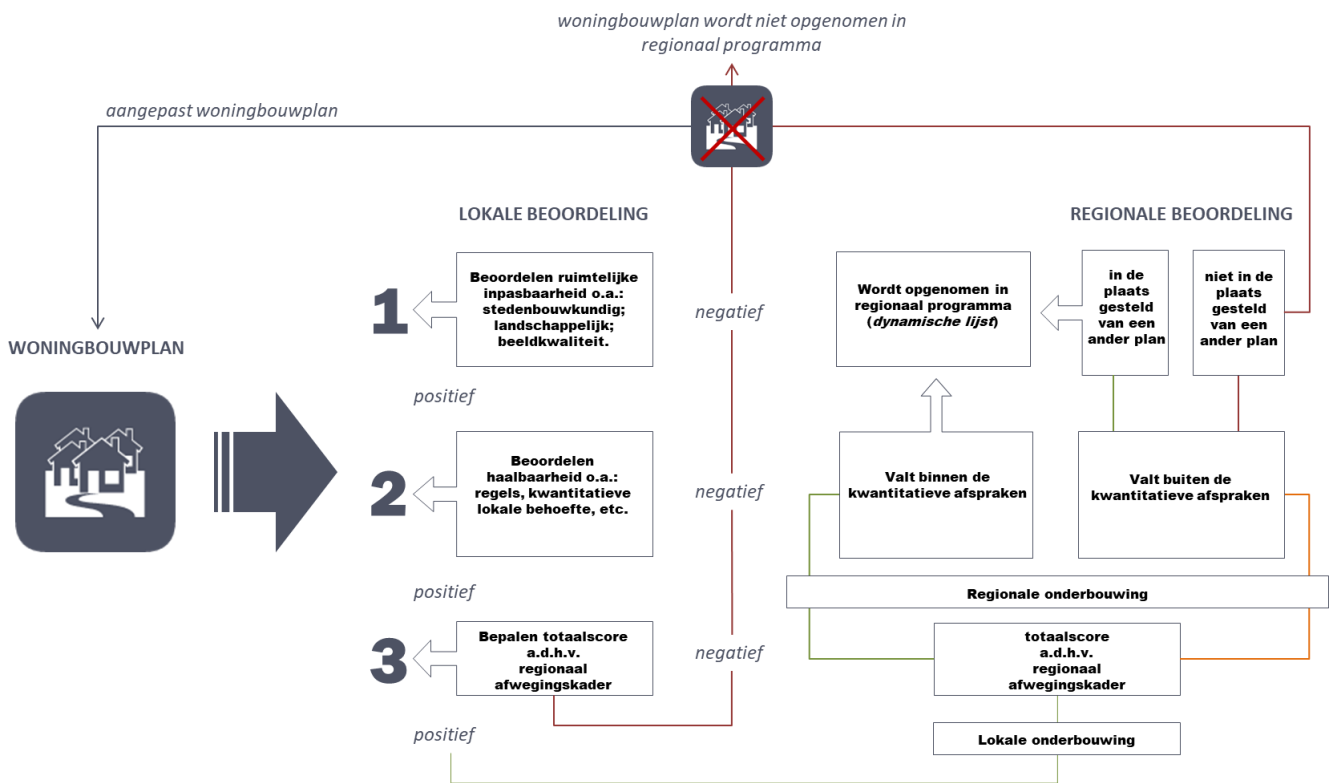 woningbouwplan wordt niet opgenomen in
regionaal programma
aangepast woningbouwplan
WONINGBOUWPLAN
LOKALE BEOORDELING
1
Beoordelen ruimtelijke
inpasbaarheid o.a.:
stedenbouwkundig;
landschappelijk;
beeldkwaliteit.
negatief
positief
2
Beoordelen
haalbaarheid o.a.:
regels, kwantitatieve
lokale behoefte, etc.
negatief
positief
3
Bepalen totaalscore
a.d.h.v.
regionaal
afwegingskader
negatief
positief
REGIONALE BEOORDELING
Wordt opgenomen in
regionaal programma
(dynamische lijst)
in de
plaats
gesteld
van een
ander plan
niet in de
plaats
gesteld
van een
ander plan
Valt binnen de
kwantitatieve afspraken
Valt buiten de
kwantitatieve afspraken
Regionale onderbouwing
totaalscore
a.d.h.v.
regionaal
afwegingskader
Lokale onderbouwing